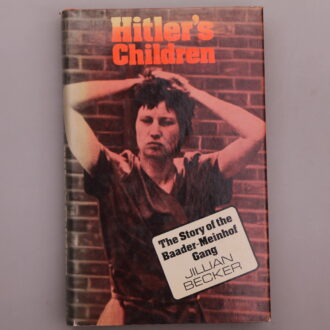 Hitler's
Children
The Story of the
Baader-Meinhof
Gang
JILLIAN
BECKER